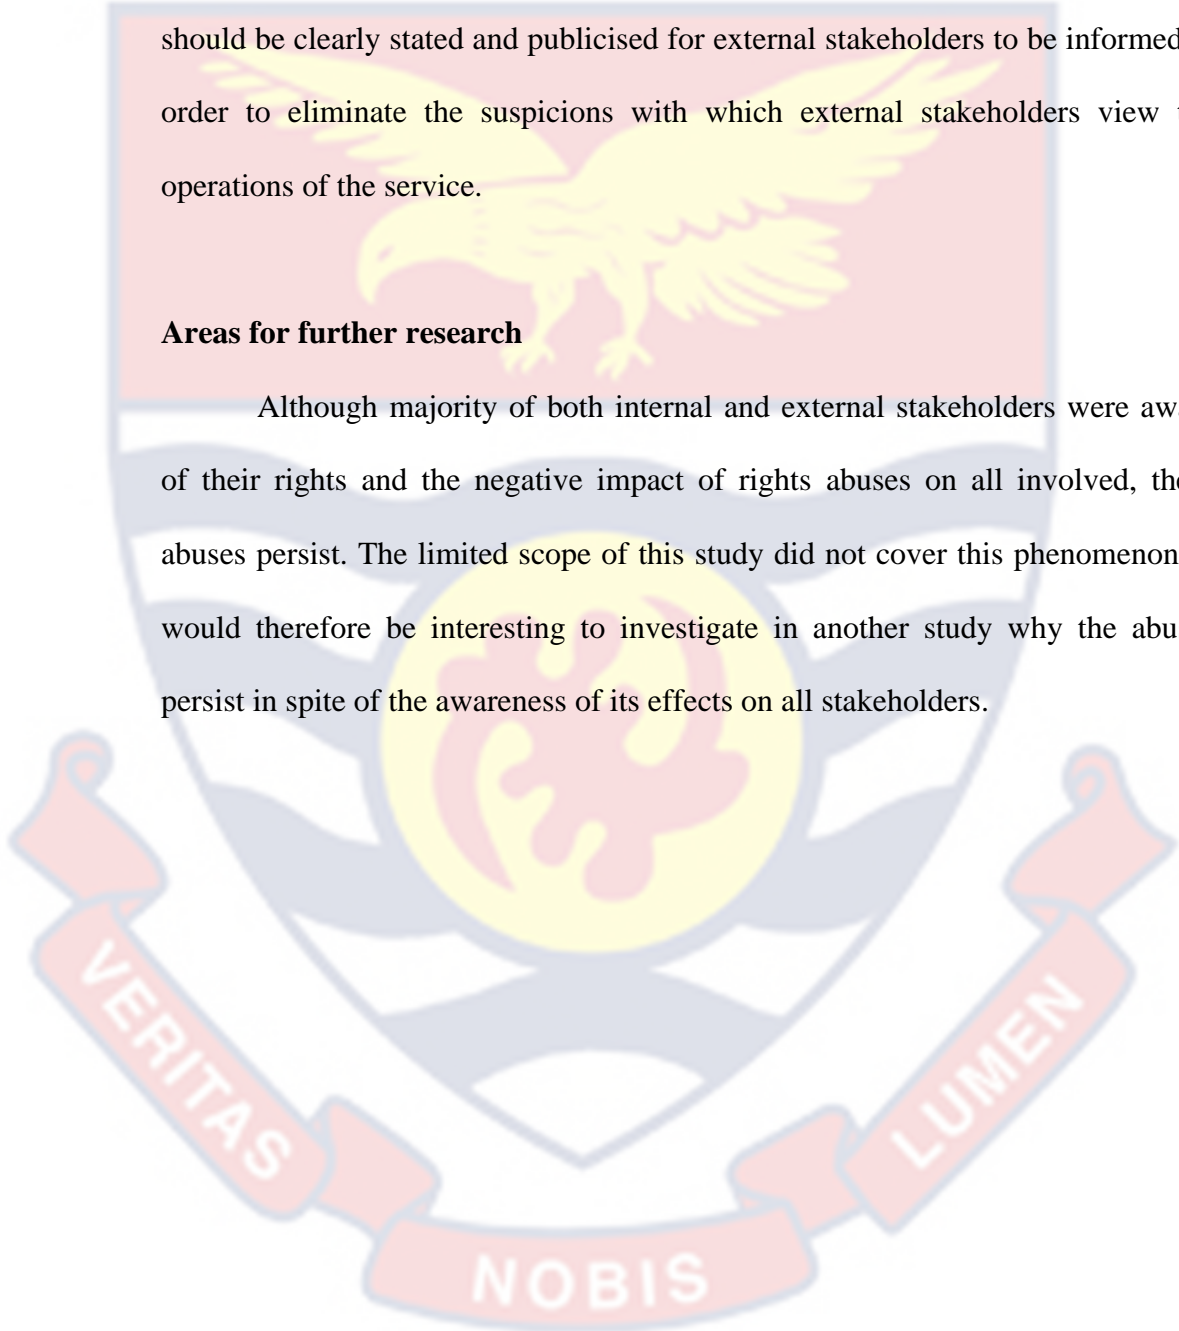 should be clearly stated and publicised for external stakeholders to be informed
order to eliminate the suspicions with which external stakeholders view
operations of the service.
Areas for further research
Although majority of both internal and external stakeholders were
of their rights and the negative impact of rights abuses on all involved,
abuses persist. The limited scope of this study did not cover this phenomenon
would therefore be interesting to investigate in another study why the
persist in spite of the awareness of its effects on all stakeholders.
VERITAS
NOBIS
LUMEN